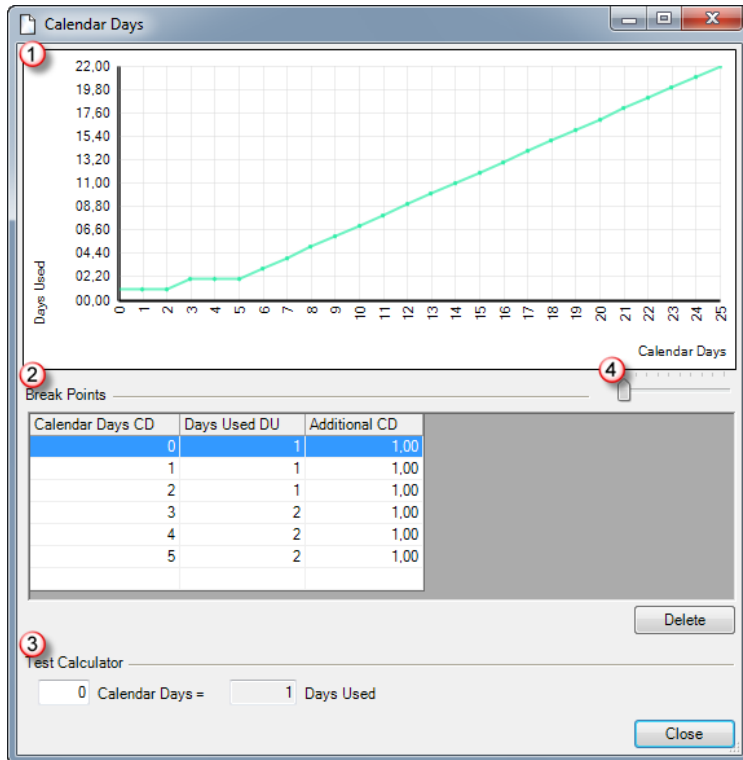 Calendar Days
1
22,00
19,80
17,60
15,40
13,20
11,00
08,80
06,60
04,40
02,20
00,00
Days Used
0 1 2 3 4 5 6 7 8 9 10 11 12 13 14 15 16 17 18 19 20 21 22 23 24 25
Calendar Days
2
4
Break Points
Calendar Days CD Days Used DU Additional CD
0 1 1,00
1 1 1,00
2 1 1,00
3 2 1,00
4 2 1,00
5 2 1,00
Delete
3
Test Calculator
0 Calendar Days = 1 Days Used
Close